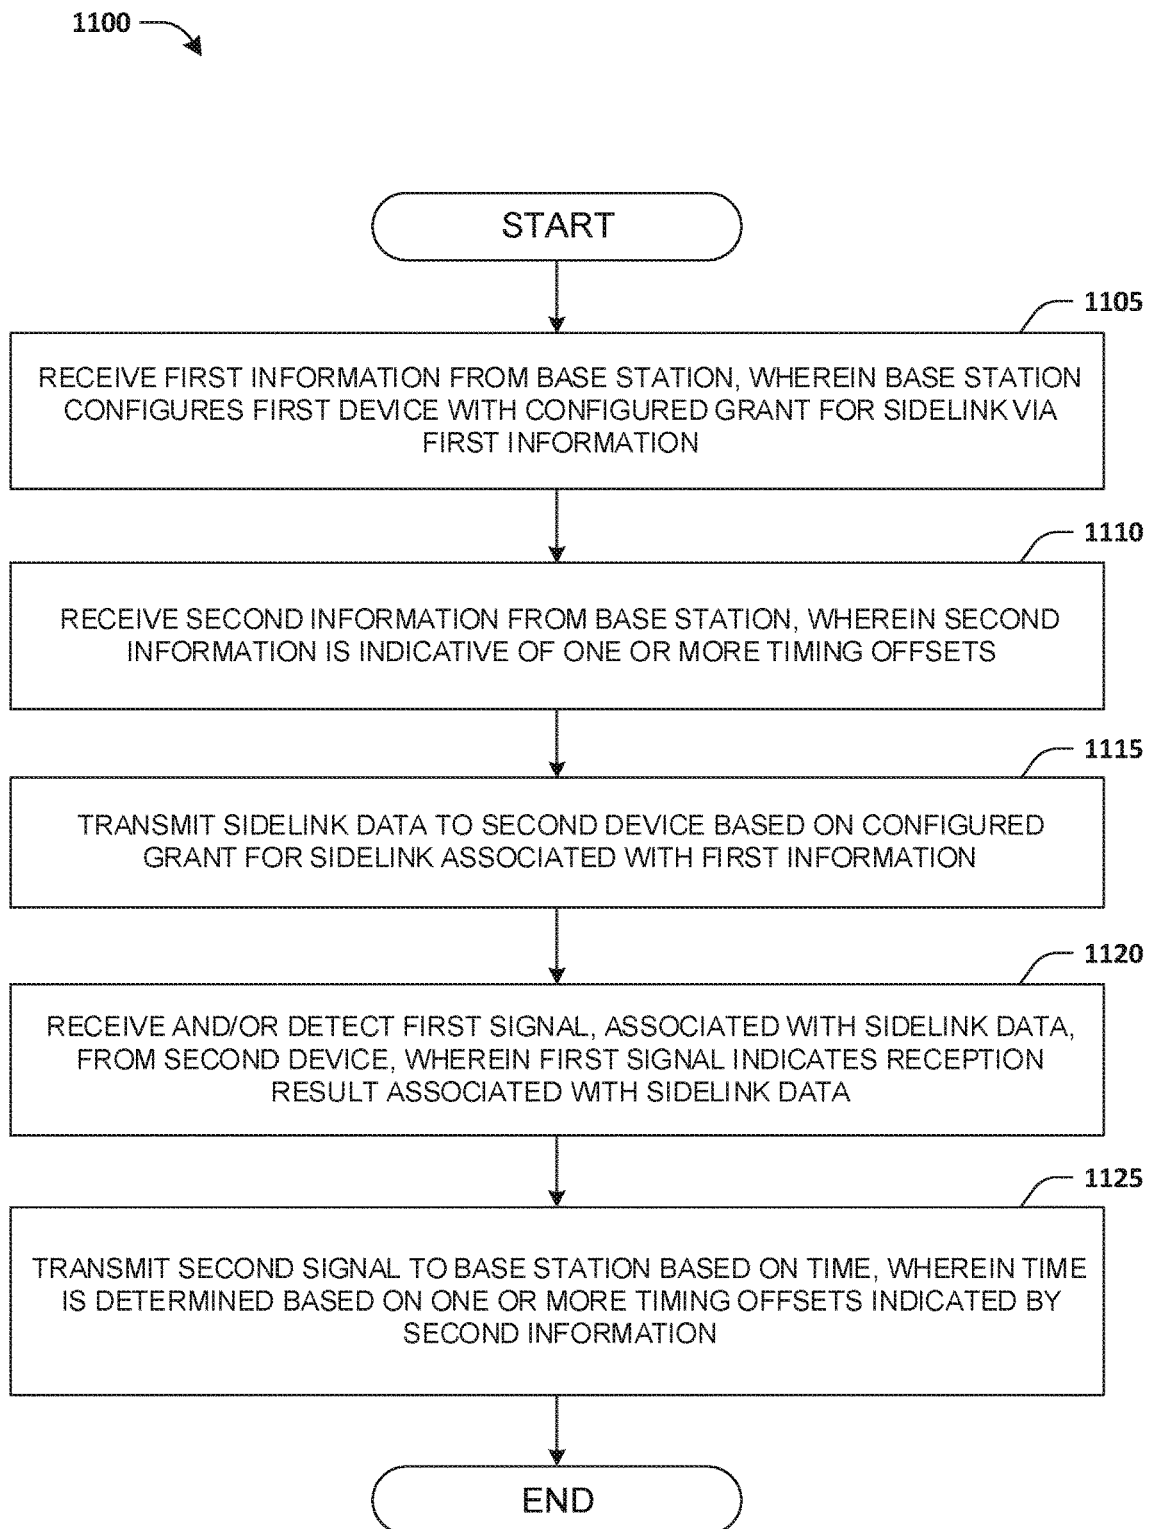 1100
START
1105
RECEIVE FIRST INFORMATION FROM BASE STATION, WHEREIN BASE STATION
CONFIGURES FIRST DEVICE WITH CONFIGURED GRANT FOR SIDELINK VIA
FIRST INFORMATION
1110
RECEIVE SECOND INFORMATION FROM BASE STATION, WHEREIN SECOND
INFORMATION IS INDICATIVE OF ONE OR MORE TIMING OFFSETS
1115
TRANSMIT SIDELINK DATA TO SECOND DEVICE BASED ON CONFIGURED
GRANT FOR SIDELINK ASSOCIATED WITH FIRST INFORMATION
1120
RECEIVE AND/OR DETECT FIRST SIGNAL, ASSOCIATED WITH SIDELINK DATA,
FROM SECOND DEVICE, WHEREIN FIRST SIGNAL INDICATES RECEPTION
RESULT ASSOCIATED WITH SIDELINK DATA
1125
TRANSMIT SECOND SIGNAL TO BASE STATION BASED ON TIME, WHEREIN TIME
IS DETERMINED BASED ON ONE OR MORE TIMING OFFSETS INDICATED BY
SECOND INFORMATION
END